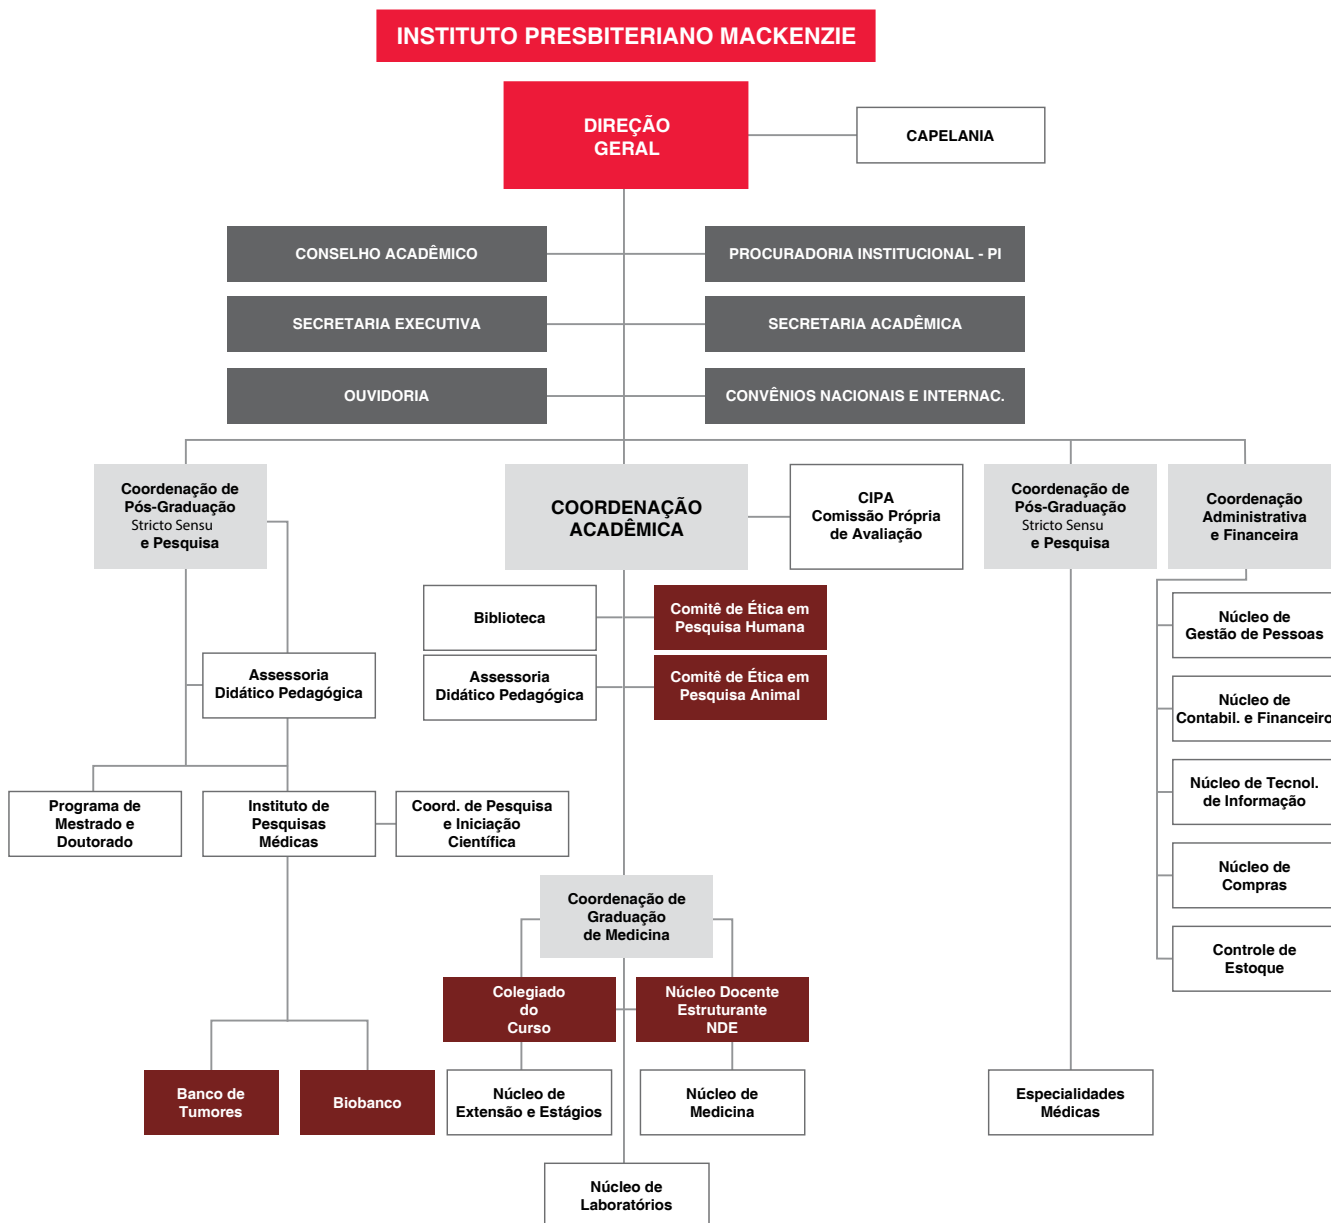 INSTITUTO PRESBITERIANO MACKENZIE
DIREÇÃO
GERAL
CAPELANIA
CONSELHO ACADÊMICO
PROCURADORIA INSTITUCIONAL - PI
SECRETARIA EXECUTIVA
SECRETARIA ACADÊMICA
OUVIDORIA
CONVÊNIOS NACIONAIS E INTERNAC.
Coordenação de
Pós-Graduação
Stricto Sensu
e Pesquisa
COORDENAÇÃO
ACADÊMICA
CIPA
Comissão Própria
de Avaliação
Coordenação de
Pós-Graduação
Stricto Sensu
e Pesquisa
Coordenação
Administrativa
e Financeira
Biblioteca
Comitê de Ética em
Pesquisa Humana
Núcleo de
Gestão de Pessoas
Assessoria
Didático Pedagógica
Assessoria
Didático Pedagógica
Comitê de Ética em
Pesquisa Animal
Núcleo de
Contabil. e Financeiro
Núcleo de Tecnol.
de Informação
Programa de
Mestrado e
Doutorado
Instituto de
Pesquisas
Médicas
Coord. de Pesquisa
e Iniciação
Científica
Núcleo de
Compras
Coordenação de
Graduação
de Medicina
Controle de
Estoque
Colegiado
do
Curso
Núcleo Docente
Estruturante
NDE
Banco de
Tumores
Biobanco
Núcleo de
Extensão e Estágios
Núcleo de
Medicina
Especialidades
Médicas
Núcleo de
Laboratórios